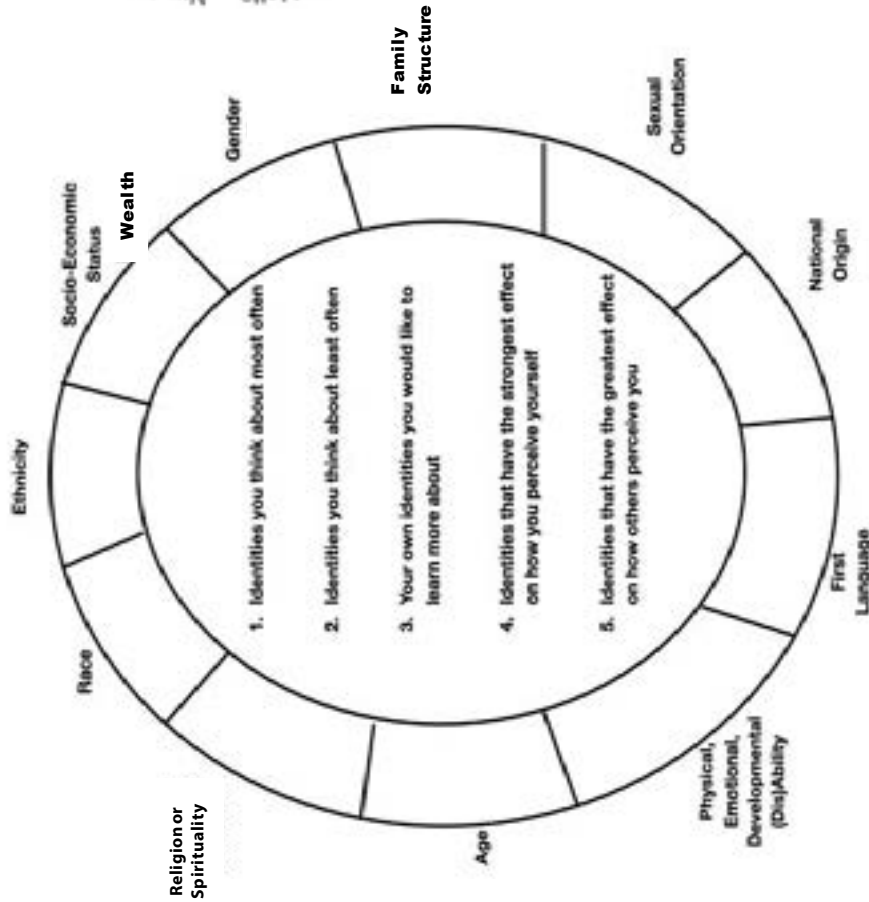 Ethnicity
Socio-Economic
Status
Wealth
Gender
Family
Structure
Sexual
Orientation
National
Origin
First
Language
Physical,
Emotional,
Developmental
(Dis)Ability
Age
Religion or
Spirituality
Race
1. Identities you think about most often
2. Identities you think about least often
3. Your own identities you would like to
learn more about
4. Identities that have the strongest effect
on how you perceive yourself
5. Identities that have the greatest effect
on how others perceive you